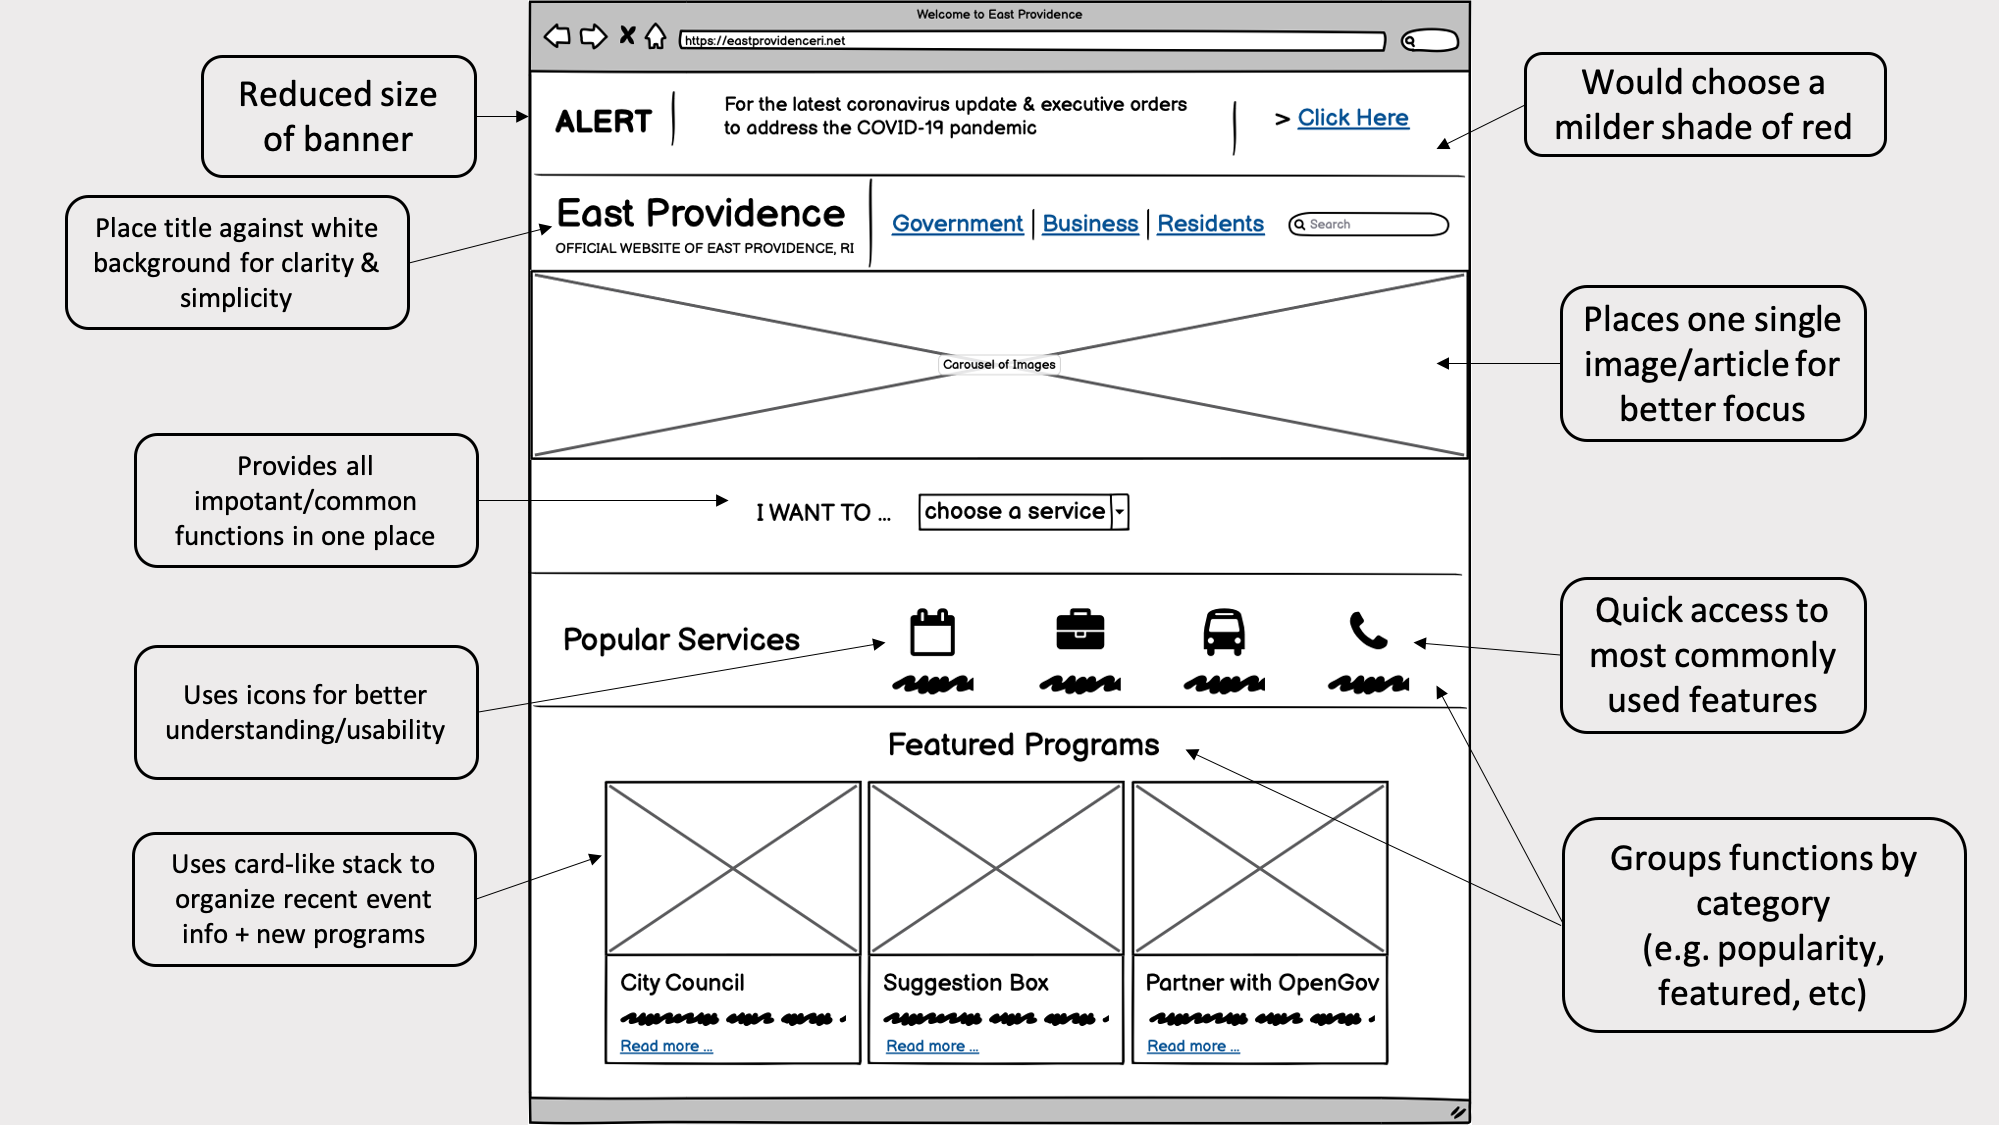 Welcome to East Providence
https://eastprovidenceri.net
Reduced size
of banner
ALERT
For the latest coronavirus update & executive orders
to address the COVID-19 pandemic
> Click Here
Would choose a
milder shade of red
Place title against white
background for clarity &
simplicity
East Providence
OFFICIAL WEBSITE OF EAST PROVIDENCE, RI
Government
Business
Residents
Search
Carousel of Images
Places one single
image/article for
better focus
Provides all
impotant/common
functions in one place
I WANT TO ...
choose a service
Popular Services
Quick access to
most commonly
used features
Uses icons for better
understanding/usability
Featured Programs
Uses card-like stack to
organize recent event
info + new programs
Groups functions by
category
(e.g. popularity,
featured, etc)
City Council
Read more ...
Suggestion Box
Read more ...
Partner with OpenGov
Read more ...